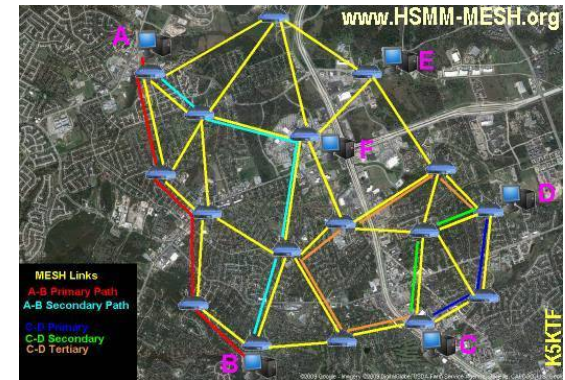 www.HSMM-MESH.org
A
E
F
D
MESH Links
A-B Primary Path
A-B Secondary Path
C-D Primary
C-D Secondary
C-D Tertiary
B
C
K5KTF